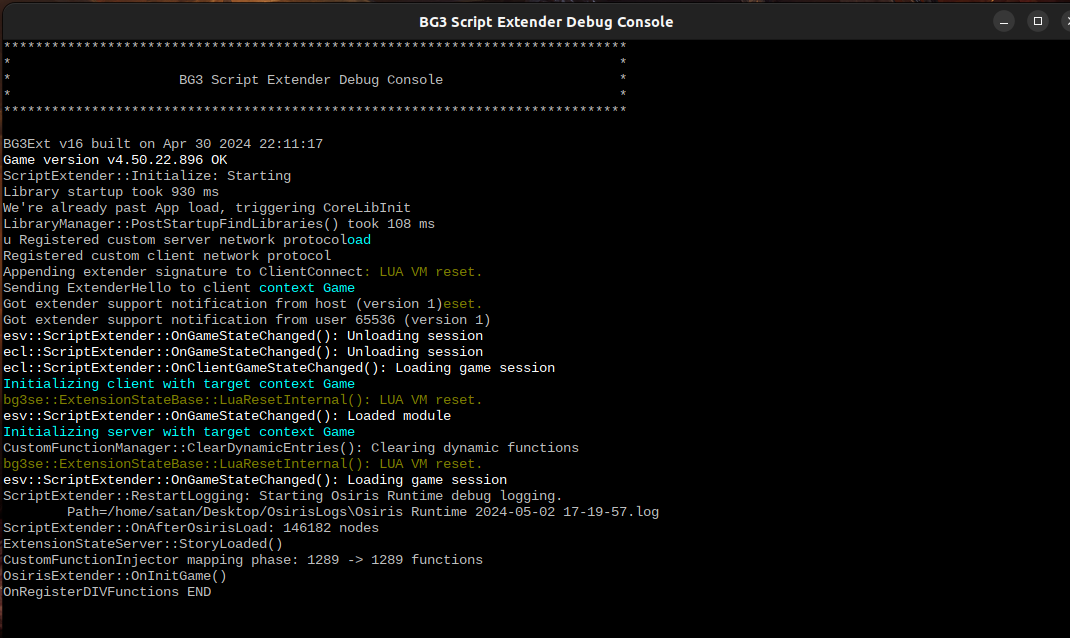 BG3 Script Extender Debug Console
******************************************************************************
*                                                                            *
*                     BG3 Script Extender Debug Console                      *
*                                                                            *
******************************************************************************
BG3Ext v16 built on Apr 30 2024 22:11:17
Game version v4.50.22.896 OK
ScriptExtender::Initialize: Starting
Library startup took 930 ms
We're already past App load, triggering CoreLibInit
LibraryManager::PostStartupFindLibraries() took 108 ms
u Registered custom server network protocoload
Registered custom client network protocol
Appending extender signature to ClientConnect: LUA VM reset.
Sending ExtenderHello to client context Game
Got extender support notification from host (version 1)eset.
Got extender support notification from user 65536 (version 1)
esv::ScriptExtender::OnGameStateChanged(): Unloading session
ecl::ScriptExtender::OnGameStateChanged(): Unloading session
ecl::ScriptExtender::OnClientGameStateChanged(): Loading game session
Initializing client with target context Game
bg3se::ExtensionStateBase::LuaResetInternal(): LUA VM reset.
esv::ScriptExtender::OnGameStateChanged(): Loaded module
Initializing server with target context Game
CustomFunctionManager::ClearDynamicEntries(): Clearing dynamic functions
bg3se::ExtensionStateBase::LuaResetInternal(): LUA VM reset.
esv::ScriptExtender::OnGameStateChanged(): Loading game session
ScriptExtender::RestartLogging: Starting Osiris Runtime debug logging.
        Path=/home/satan/Desktop/OsirisLogs\Osiris Runtime 2024-05-02 17-19-57.log
ScriptExtender::OnAfterOsirisLoad: 146182 nodes
ExtensionStateServer::StoryLoaded()
CustomFunctionInjector mapping phase: 1289 -> 1289 functions
OsirisExtender::OnInitGame()
OnRegisterDIVFunctions END